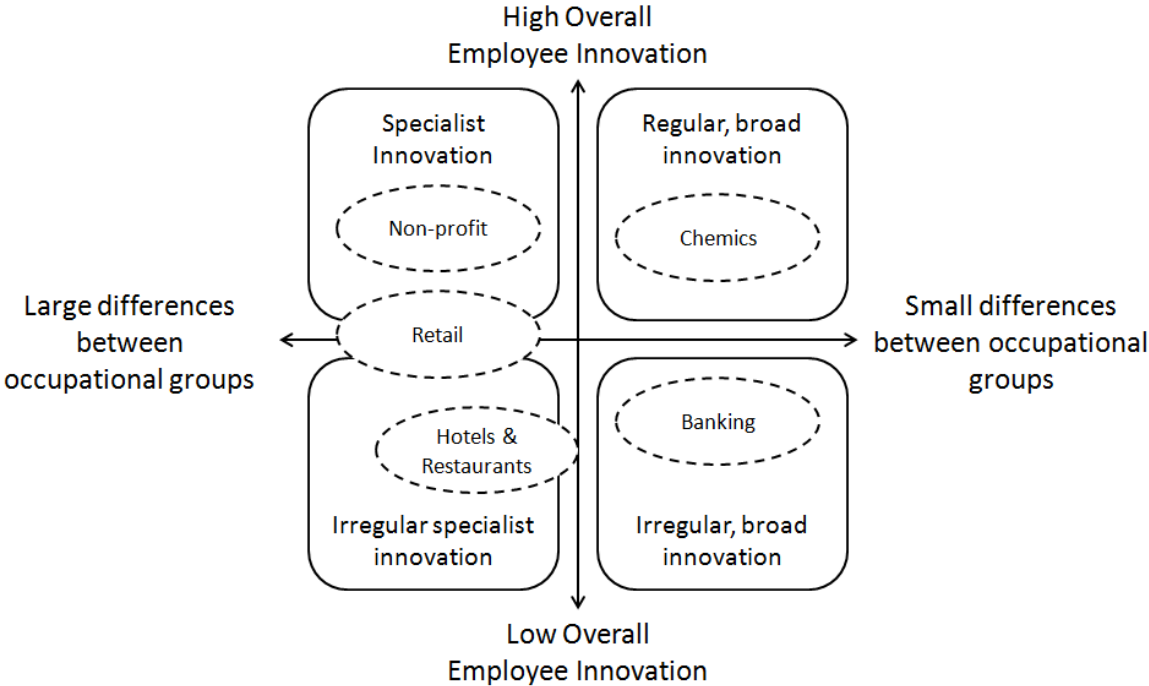 High Overall
Employee Innovation
Specialist
Innovation
Non-profit
Regular, broad
innovation
Chemics
Large differences
between
occupational groups
Retail
Small differences
between occupational
groups
Hotels &
Restaurants
Irregular specialist
innovation
Banking
Irregular, broad
innovation
Low Overall
Employee Innovation